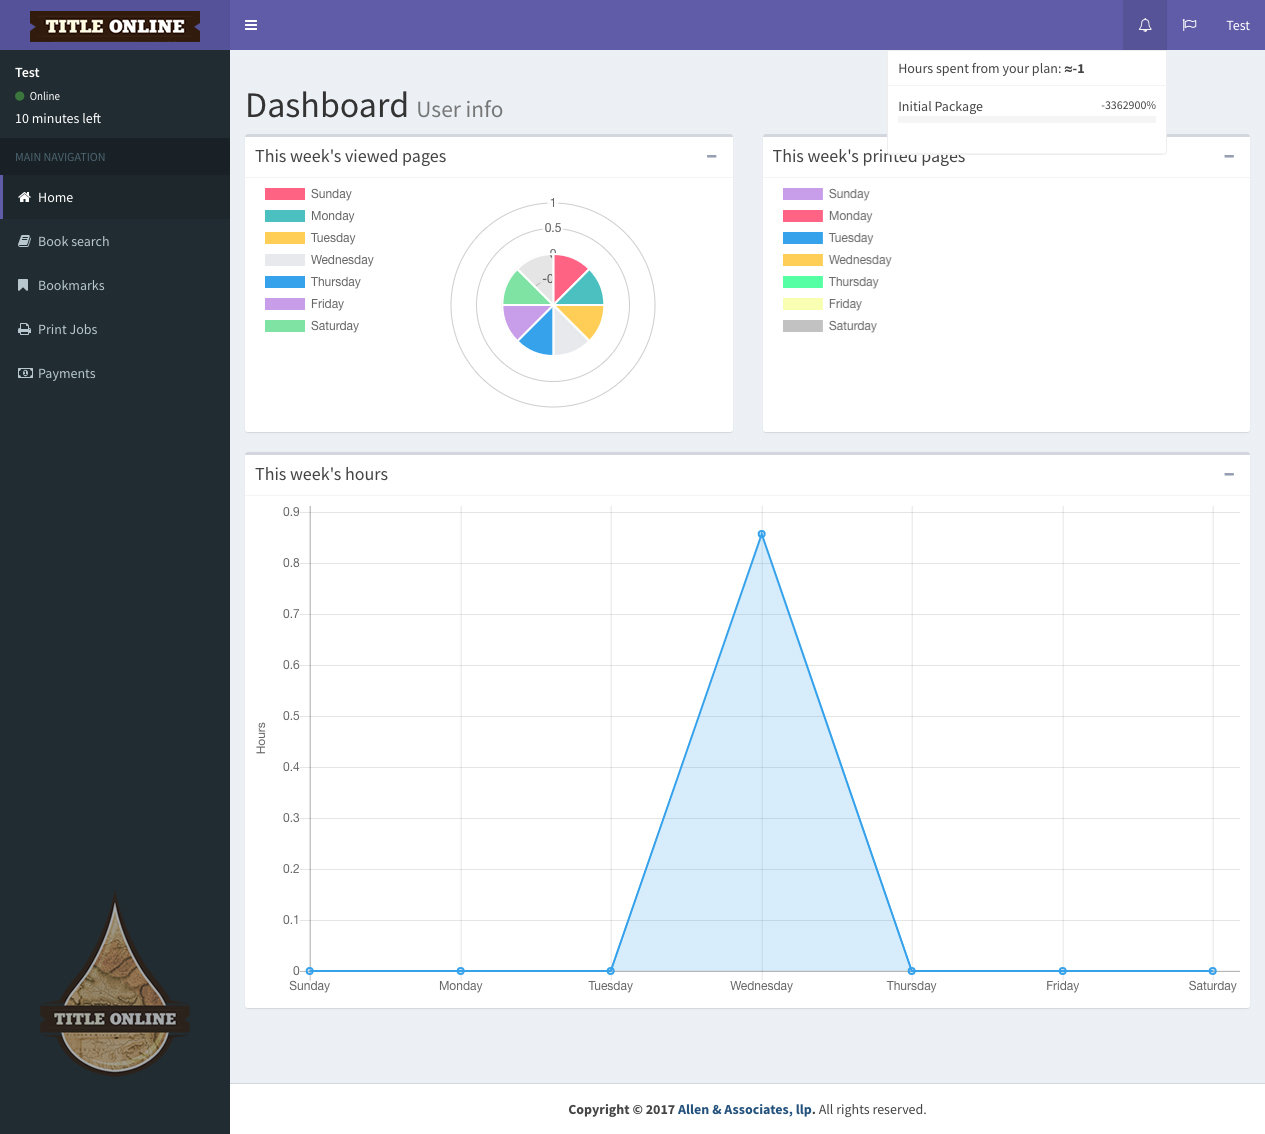 TITLE ONLINE
Test
Test
Online
10 minutes left
MAIN NAVIGATION
Home
Book search
Bookmarks
Print Jobs
Payments
TITLE ONLINE
Hours spent from your plan: ≈-1
Initial Package -3362900%
Dashboard User info
This week's viewed pages
Sunday
Monday
Tuesday
Wednesday
Thursday
Friday
Saturday
1
0.5
This week's printed pages
Sunday
Monday
Tuesday
Wednesday
Thursday
Friday
Saturday
This week's hours
Hours
0.9
0.8
0.7
0.6
0.5
0.4
0.3
0.2
0.1
0
Sunday Monday Tuesday Wednesday Thursday Friday Saturday
Copyright © 2017 Allen & Associates, llp. All rights reserved.